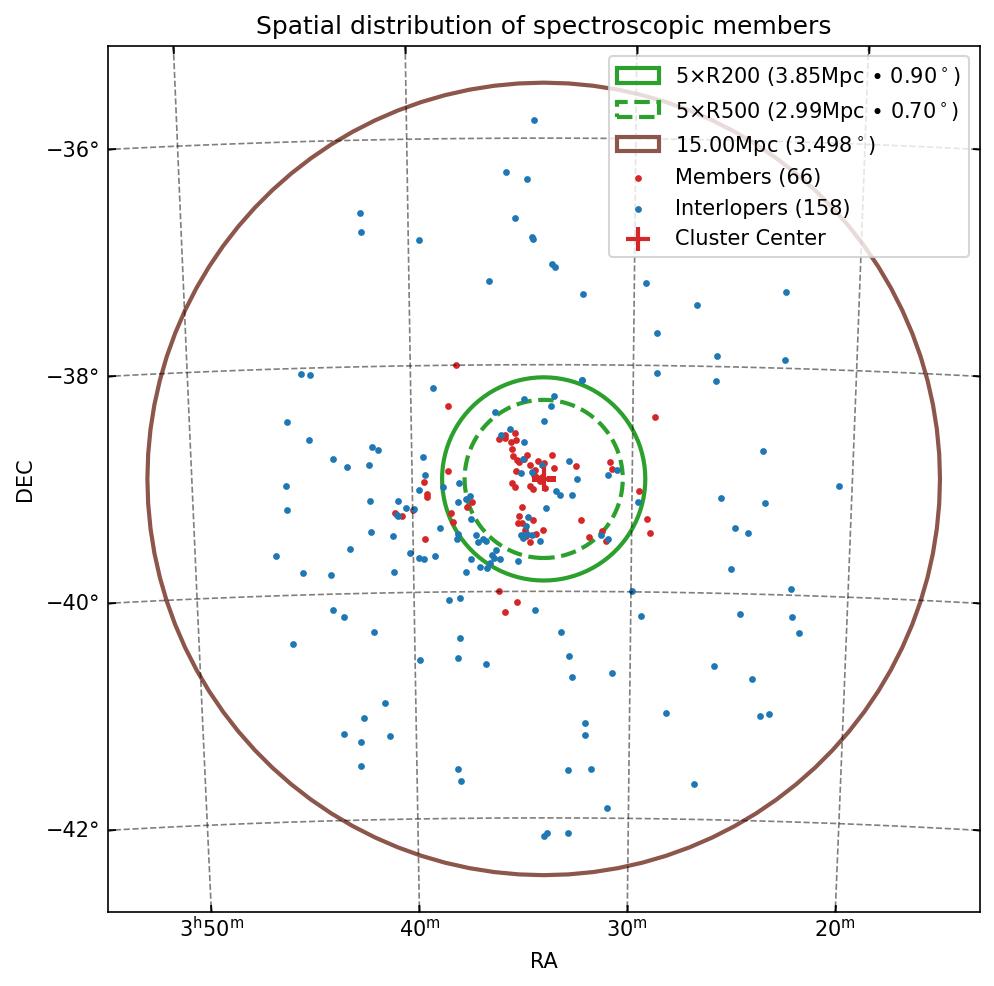 Spatial distribution of spectroscopic members
5×R200 (3.85Mpc • 0.90°)
5×R500 (2.99Mpc • 0.70°)
15.00Mpc (3.498°)
Members (66)
Interlopers (158)
Cluster Center
−36°
−38°
−40°
−42°
DEC
3ʰ50ᵐ 40ᵐ 30ᵐ 20ᵐ
RA